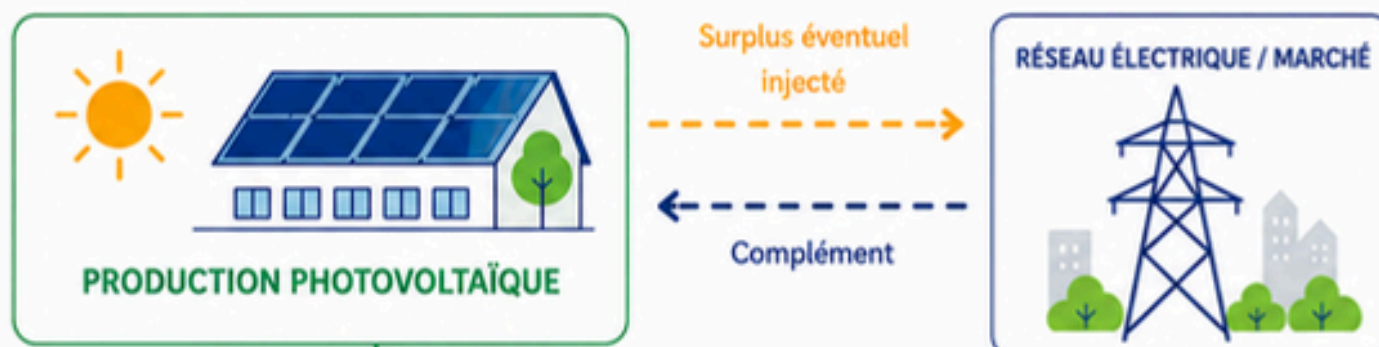 Surplus éventuel
injecté
RÉSEAU ÉLECTRIQUE / MARCHÉ
Complément
PRODUCTION PHOTOVOLTAÏQUE